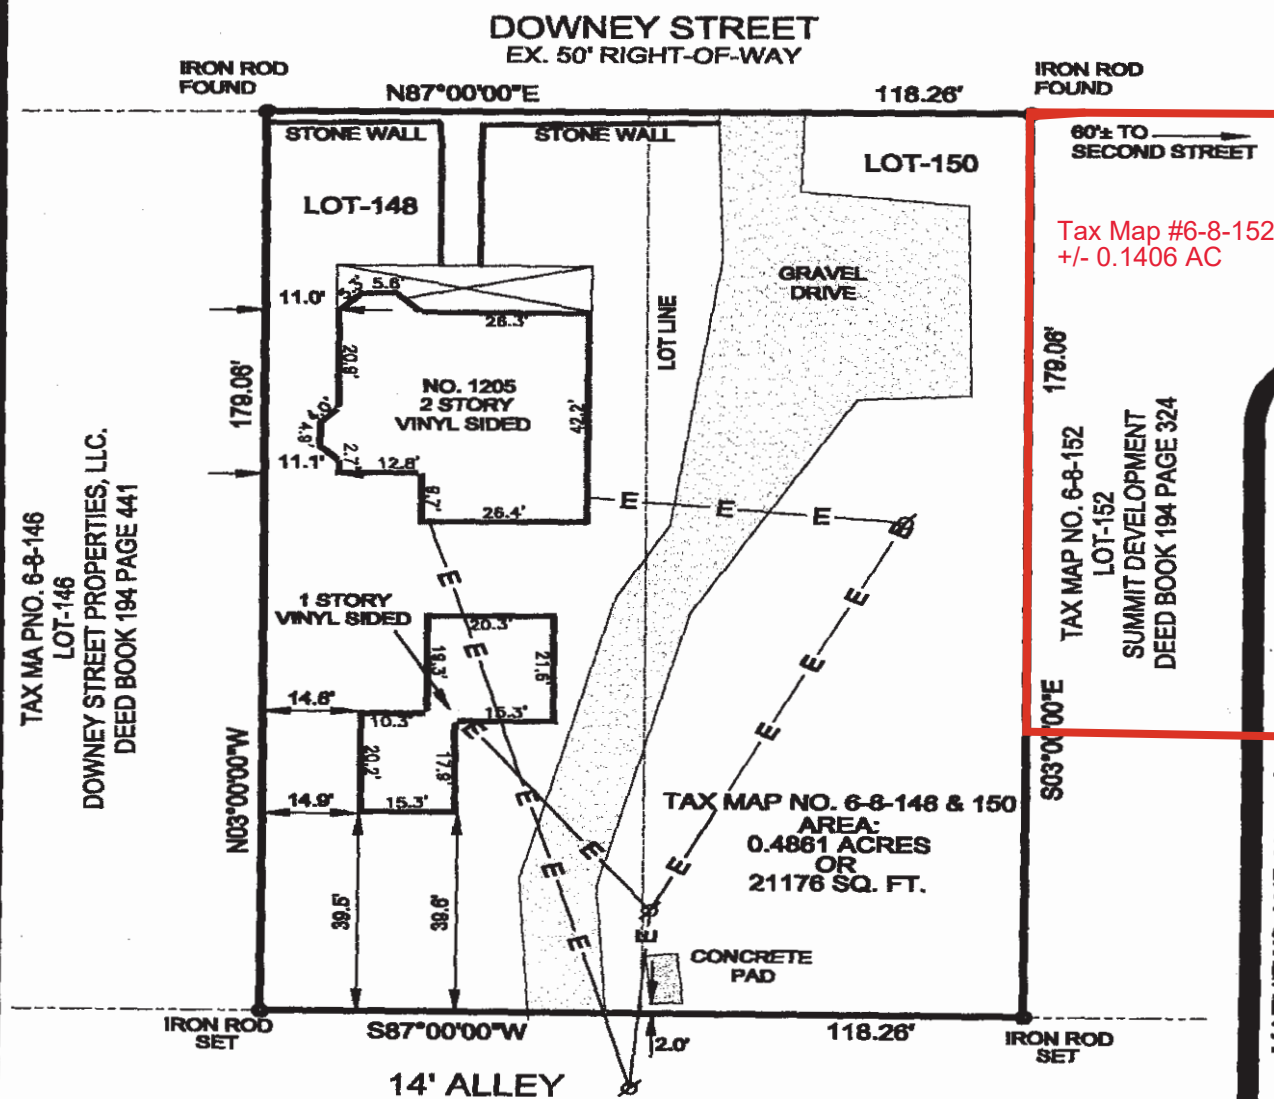 DOWNEY STREET
EX. 50' RIGHT-OF-WAY
IRON ROD
FOUND
N87°00'00"E
118.26'
IRON ROD
FOUND
STONE WALL
STONE WALL
LOT-148
LOT-150
60'± TO
SECOND STREET
Tax Map #6-8-152
+/- 0.1406 AC
GRAVEL
DRIVE
LOT LINE
11.0'
5.6'
26.3'
20.9'
179.06'
NO. 1205
2 STORY
VINYL SIDED
42.2'
4.9'
2.7'
11.1'
12.8'
9.7'
26.4'
E
E
E
179.06'
TAX MAP NO. 6-8-152
LOT-152
SUMMIT DEVELOPMENT
DEED BOOK 194 PAGE 324
S03°00'00"E
TAX MA PNO. 6-8-146
LOT-146
DOWNEY STREET PROPERTIES, LLC.
DEED BOOK 194 PAGE 441
N03°00'00"W
1 STORY
VINYL SIDED
20.3'
19.3'
21.6'
15.3'
14.8'
10.3'
20.2'
17.9'
14.9'
15.3'
39.5'
39.6'
E
E
E
E
E
E
E
E
E
E
E
E
E
TAX MAP NO. 6-8-148 & 150
AREA:
0.4861 ACRES
OR
21176 SQ. FT.
CONCRETE
PAD
IRON ROD
SET
S87°00'00"W
2.0'
118.26'
IRON ROD
SET
14' ALLEY